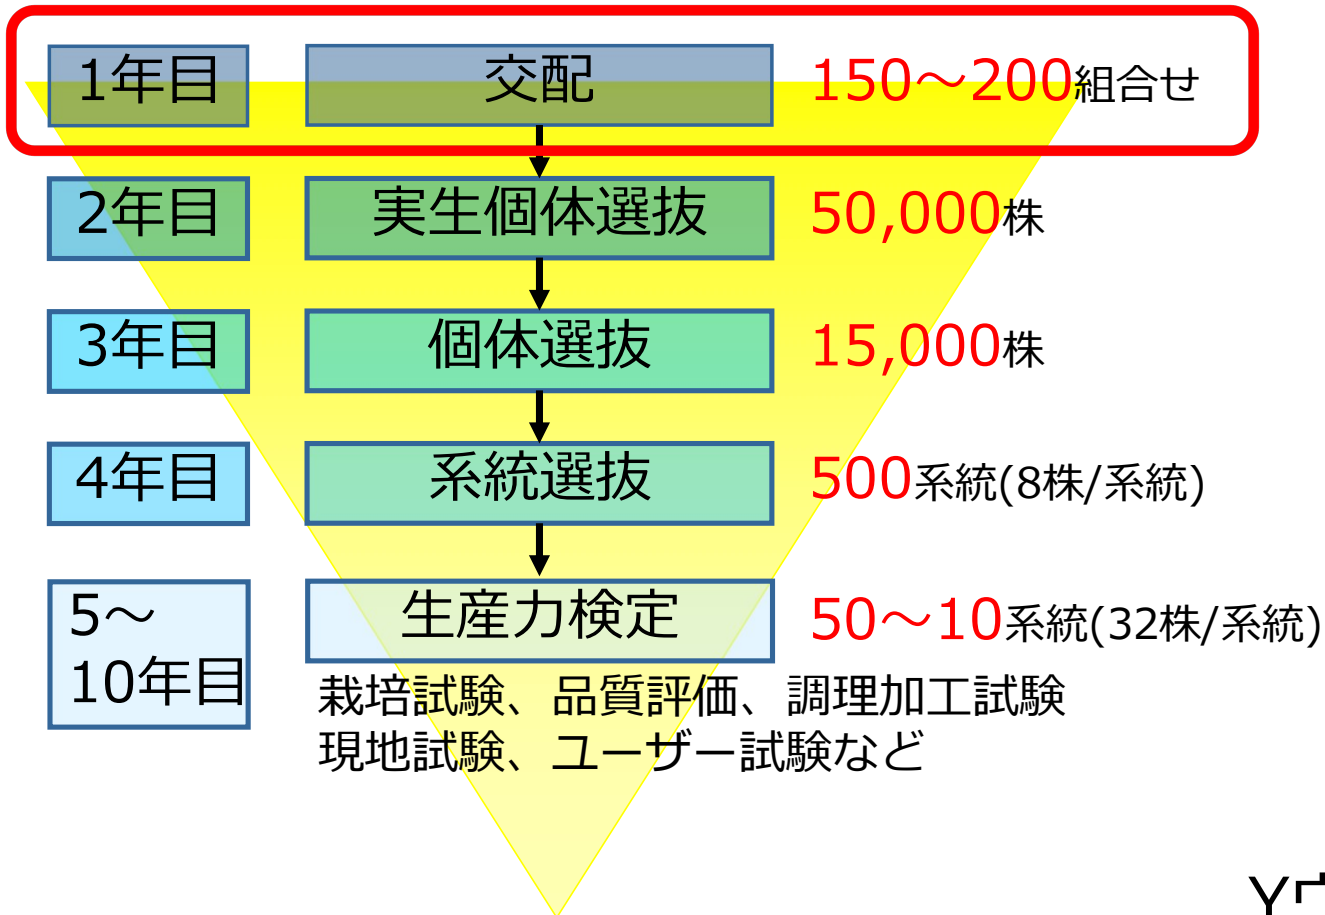 1年目 交配 150～200組合せ
2年目 実生個体選抜 50,000株
3年目 個体選抜 15,000株
4年目 系統選抜 500系統(8株/系統)
5～
10年目
生産力検定 50～10系統(32株/系統)
栽培試験、品質評価、調理加工試験
現地試験、ユーザー試験など